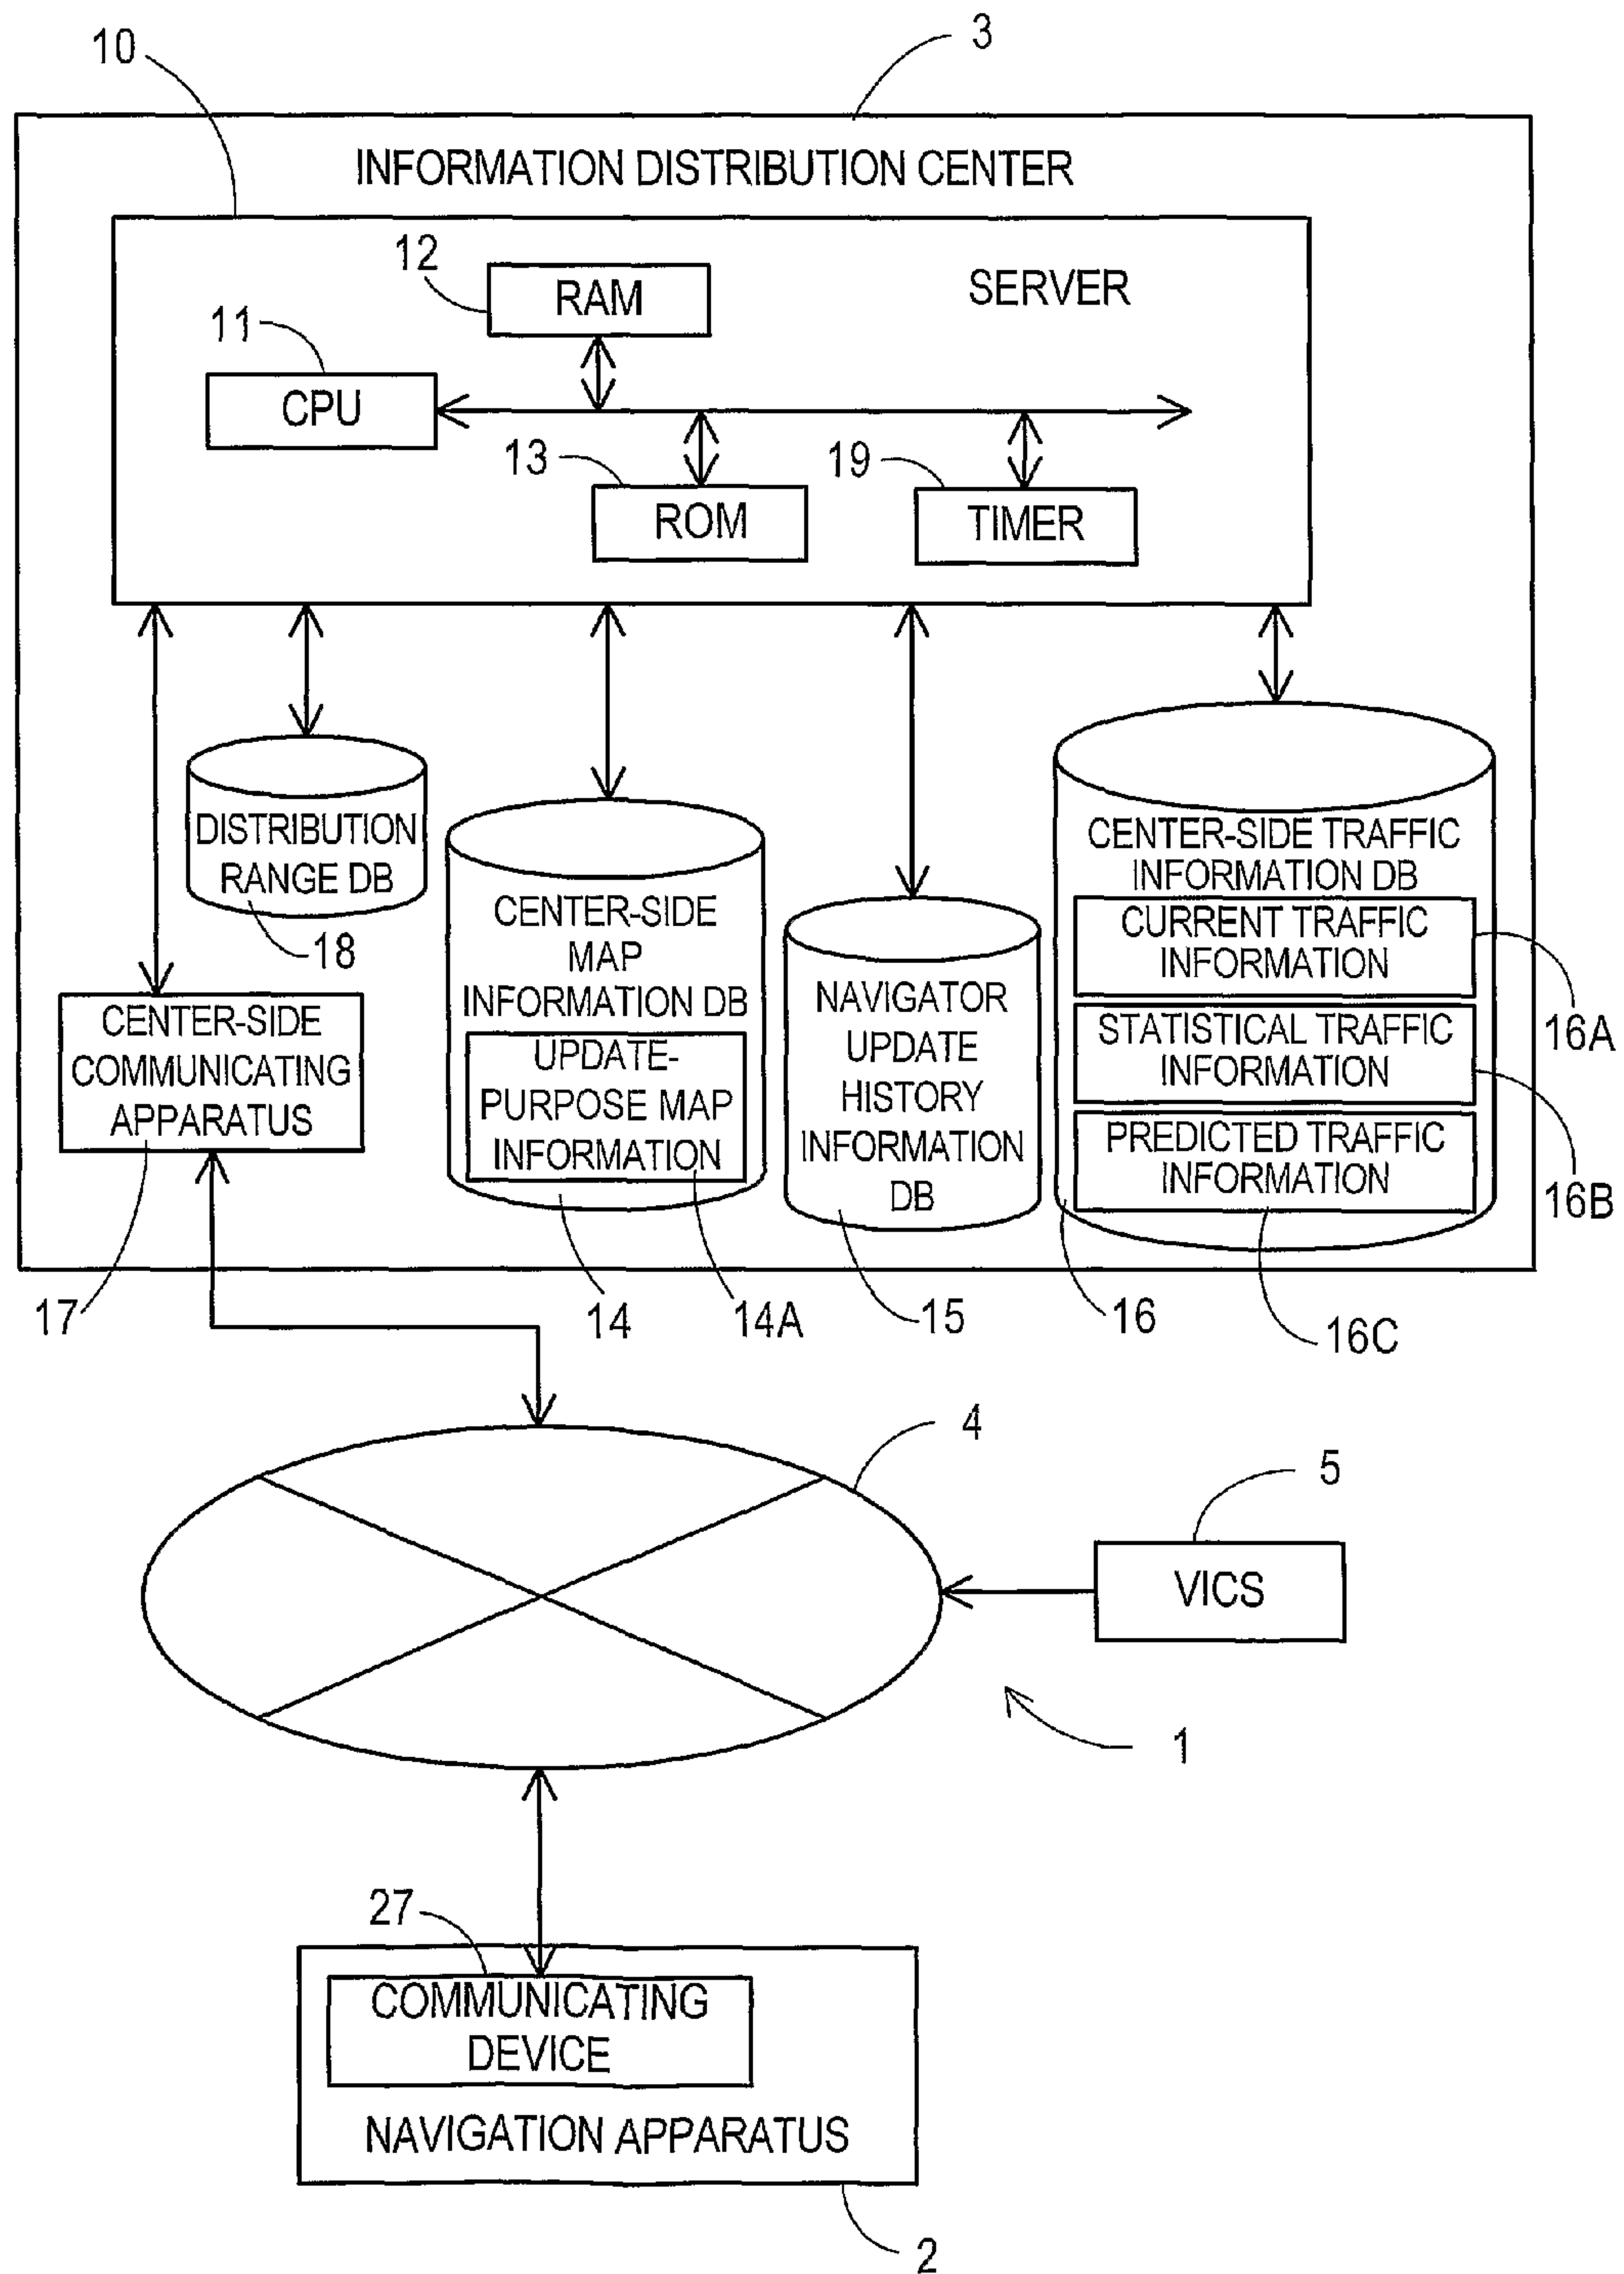 10
3
INFORMATION DISTRIBUTION CENTER
12
RAM
SERVER
11
CPU
13
ROM
19
TIMER
DISTRIBUTION
RANGE DB
18
CENTER-SIDE
MAP
INFORMATION DB
UPDATE-
PURPOSE MAP
INFORMATION
NAVIGATOR
UPDATE
HISTORY
INFORMATION
DB
CENTER-SIDE TRAFFIC
INFORMATION DB
CURRENT TRAFFIC
INFORMATION
STATISTICAL TRAFFIC
INFORMATION
PREDICTED TRAFFIC
INFORMATION
16A
16B
CENTER-SIDE
COMMUNICATING
APPARATUS
17
14
14A
15
16
16C
4
5
VICS
1
27
COMMUNICATING
DEVICE
NAVIGATION APPARATUS
2